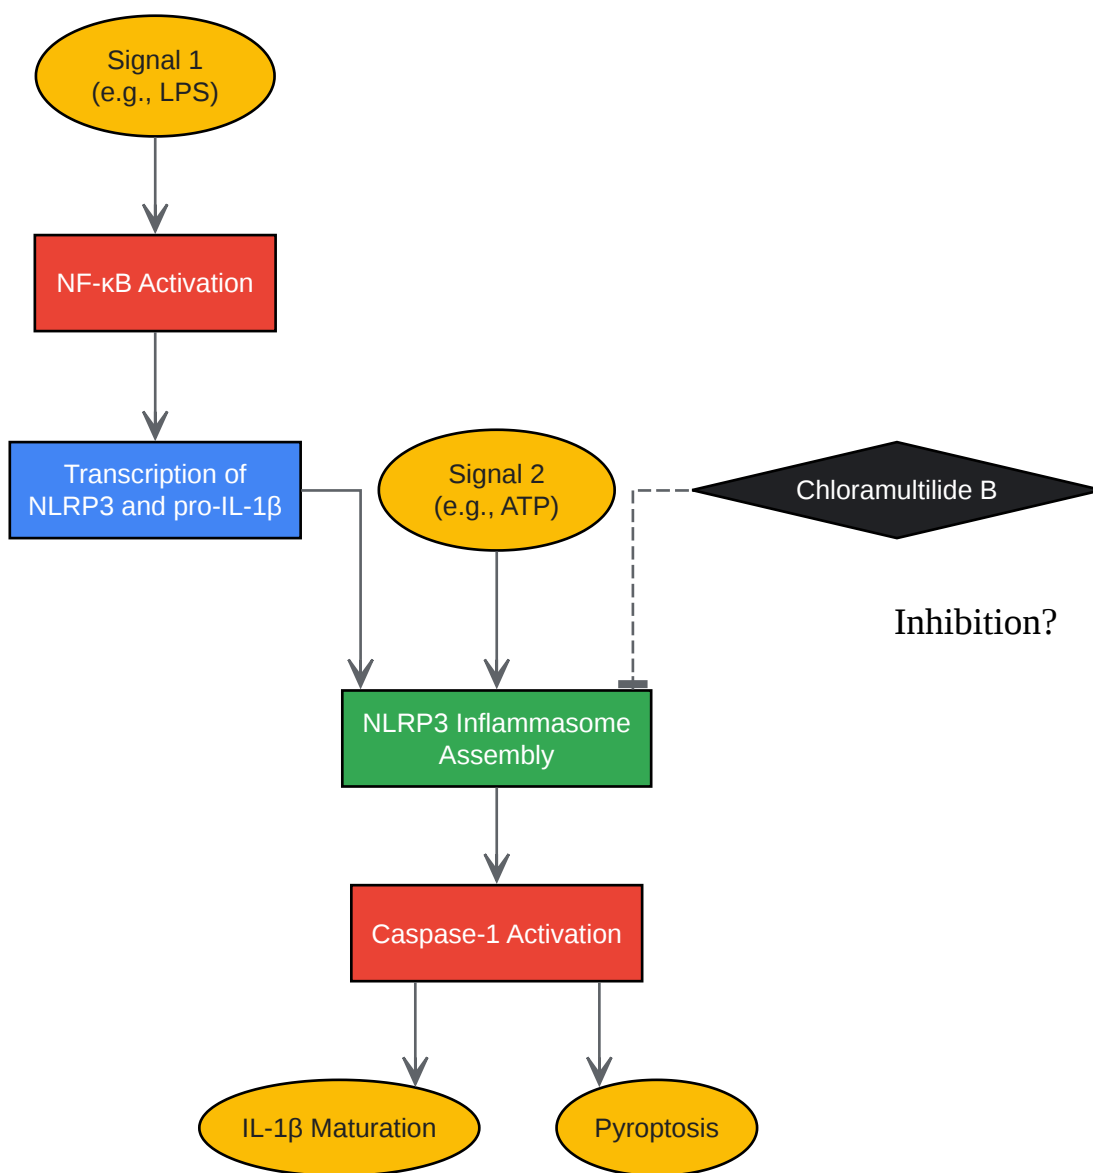 Signal 1
(e.g., LPS)
NF-κB Activation
Transcription of
NLRP3 and pro-IL-1β
Signal 2
(e.g., ATP)
Chloramultilide B
Inhibition?
NLRP3 Inflammasome
Assembly
Caspase-1 Activation
IL-1β Maturation
Pyroptosis